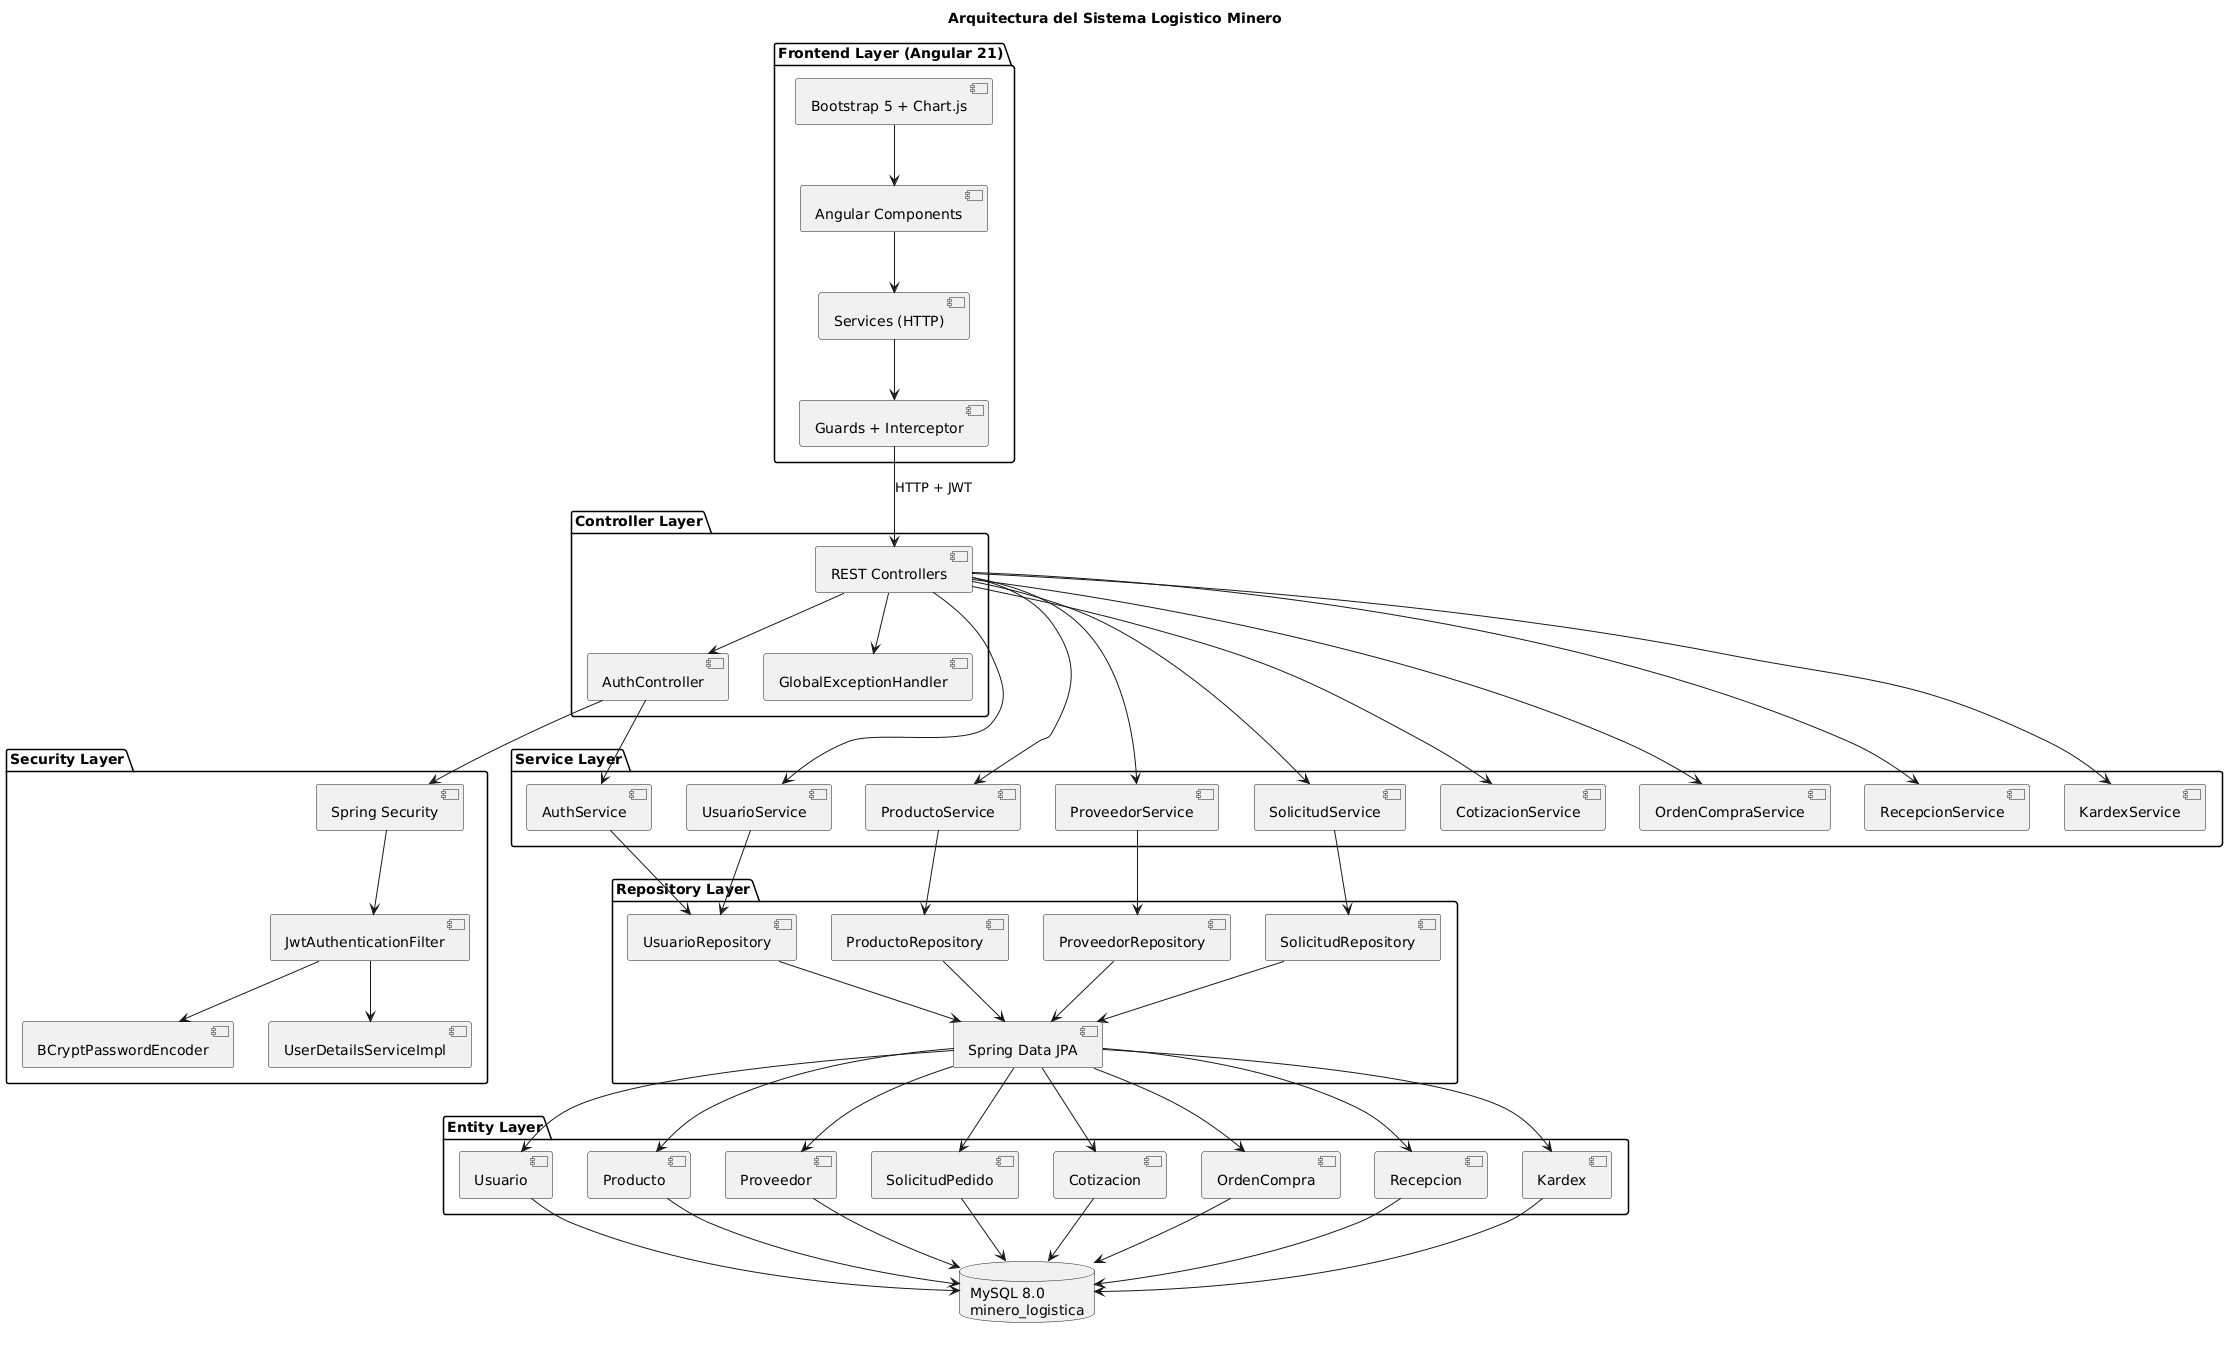 Arquitectura del Sistema Logistico Minero
Frontend Layer (Angular 21)
Bootstrap 5 + Chart.js
Angular Components
Services (HTTP)
Guards + Interceptor
HTTP + JWT
Controller Layer
REST Controllers
AuthController
GlobalExceptionHandler
Security Layer
Spring Security
JwtAuthenticationFilter
BCryptPasswordEncoder
UserDetailsServiceImpl
Service Layer
AuthService
UsuarioService
ProductoService
ProveedorService
SolicitudService
CotizacionService
OrdenCompraService
RecepcionService
KardexService
Repository Layer
UsuarioRepository
ProductoRepository
ProveedorRepository
SolicitudRepository
Spring Data JPA
Entity Layer
Usuario
Producto
Proveedor
SolicitudPedido
Cotizacion
OrdenCompra
Recepcion
Kardex
MySQL 8.0
minero_logistica